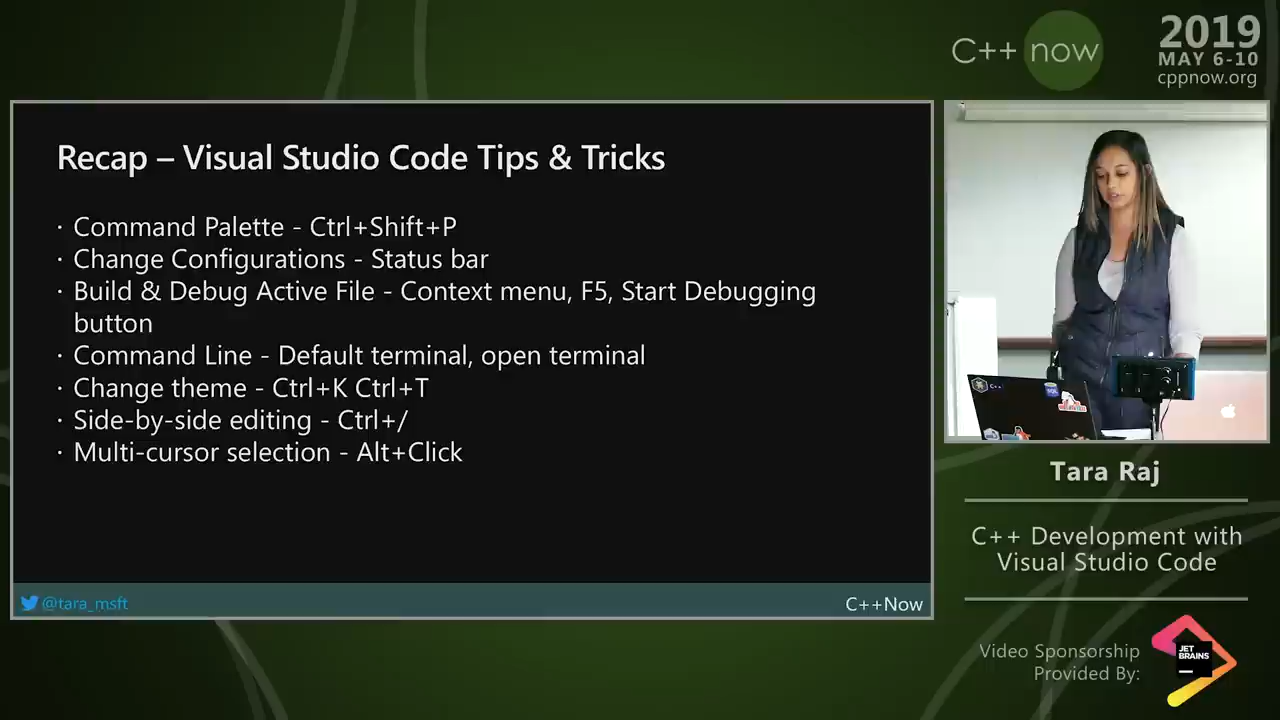 C++ now
2019
MAY 6-10
cppnow.org
Recap – Visual Studio Code Tips & Tricks
· Command Palette - Ctrl+Shift+P
· Change Configurations - Status bar
· Build & Debug Active File - Context menu, F5, Start Debugging
button
· Command Line - Default terminal, open terminal
· Change theme - Ctrl+K Ctrl+T
· Side-by-side editing - Ctrl+/
· Multi-cursor selection - Alt+Click
@tara_msft
C++Now
Tara Raj
C++ Development with
Visual Studio Code
Video Sponsorship
Provided By:
JET
BRAINS